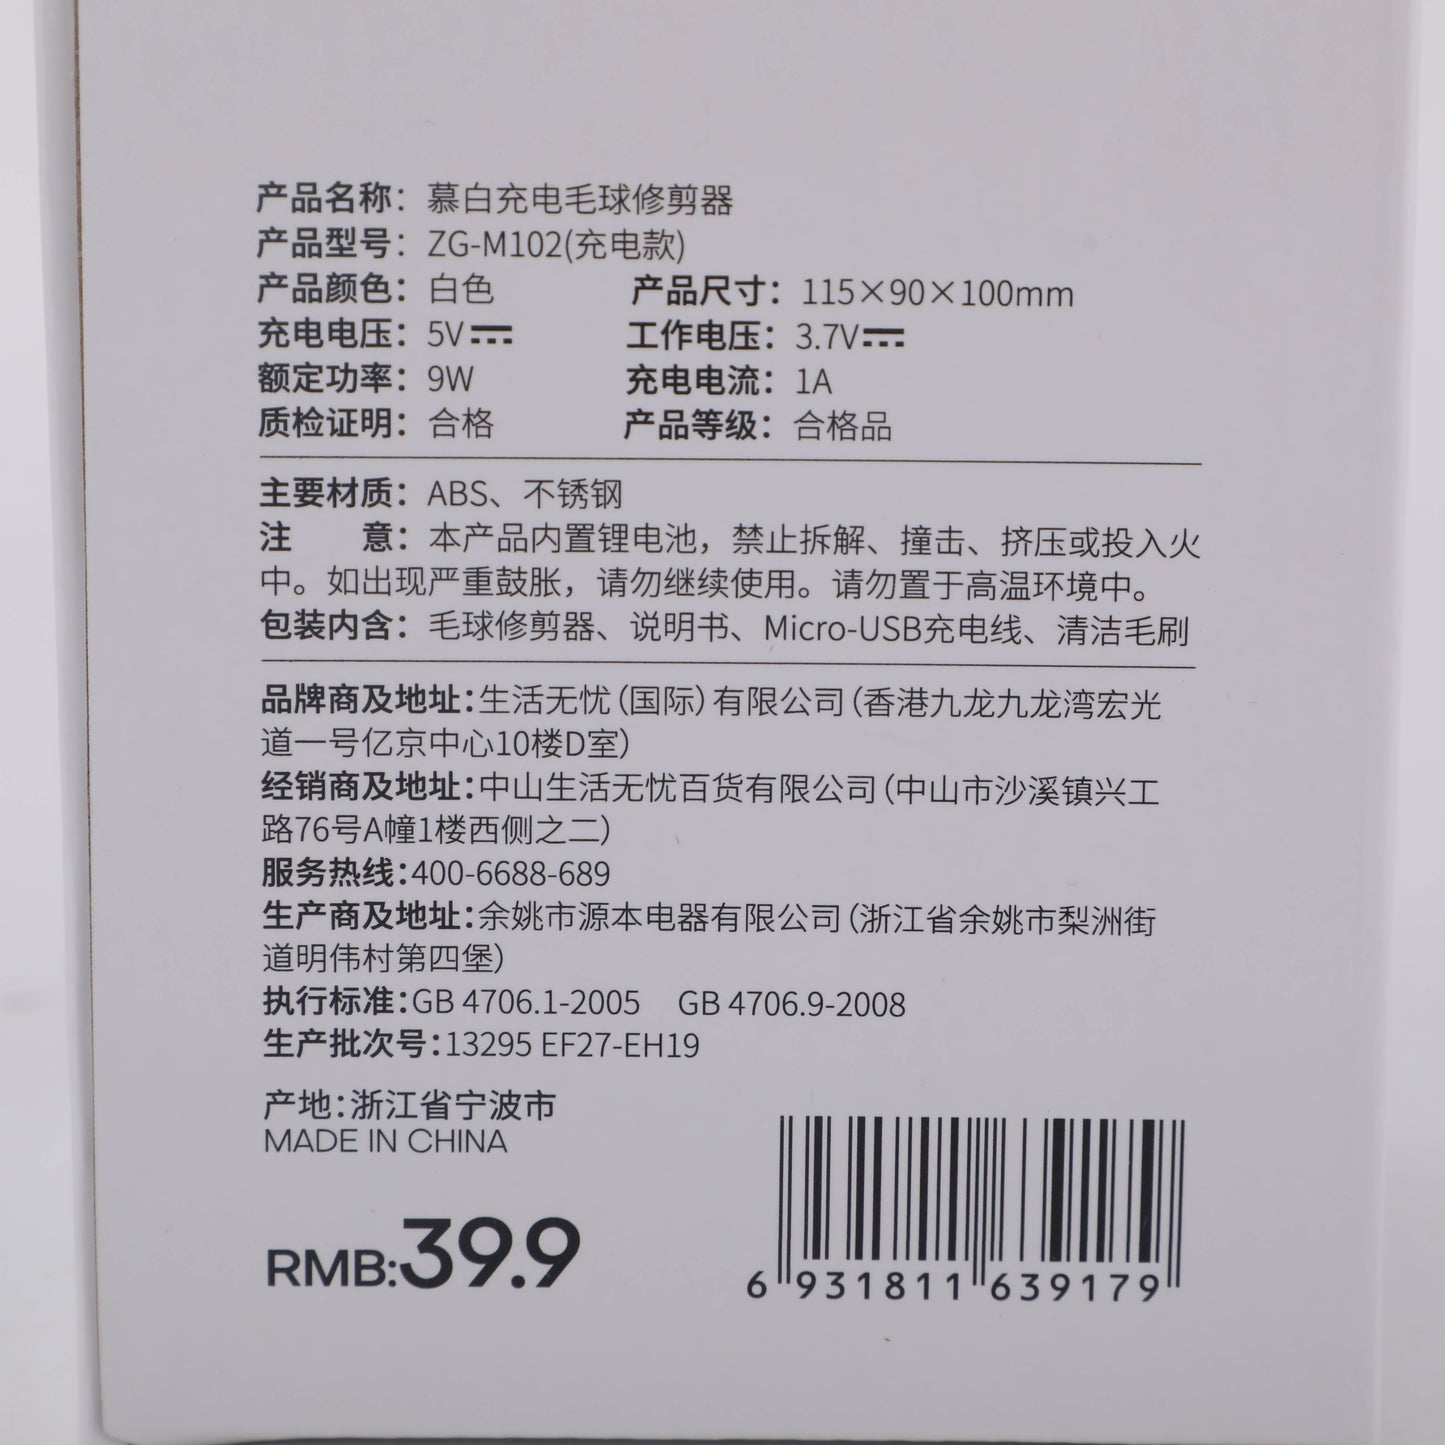 产品名称：慕白充电毛球修剪器
产品型号：ZG-M102(充电款)
产品颜色：白色 产品尺寸：115×90×100mm
充电电压：5V⎓ 工作电压：3.7V⎓
额定功率：9W 充电电流：1A
质检证明：合格 产品等级：合格品
主要材质：ABS、不锈钢
注 意：本产品内置锂电池，禁止拆解、撞击、挤压或投入火
中。如出现严重鼓胀，请勿继续使用。请勿置于高温环境中。
包装内含：毛球修剪器、说明书、Micro-USB充电线、清洁毛刷
品牌商及地址：生活无忧(国际)有限公司(香港九龙九龙湾宏光
道一号亿京中心10楼D室)
经销商及地址：中山生活无忧百货有限公司(中山市沙溪镇兴工
路76号A幢1楼西侧之二)
服务热线：400-6688-689
生产商及地址：余姚市源本电器有限公司(浙江省余姚市梨洲街
道明伟村第四堡)
执行标准：GB 4706.1-2005 GB 4706.9-2008
生产批次号：13295 EF27-EH19
产地：浙江省宁波市
MADE IN CHINA
RMB:39.9
6 931811 639179